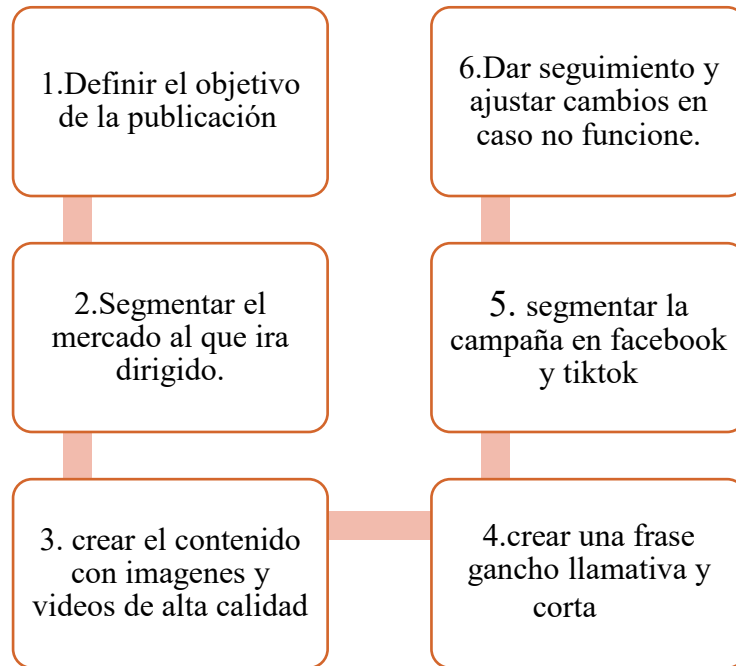 1.Definir el objetivo
de la publicación
2.Segmentar el
mercado al que ira
dirigido.
3. crear el contenido
con imagenes y
videos de alta calidad
4.crear una frase
gancho llamativa y
corta
5. segmentar la
campaña en facebook
y tiktok
6.Dar seguimiento y
ajustar cambios en
caso no funcione.